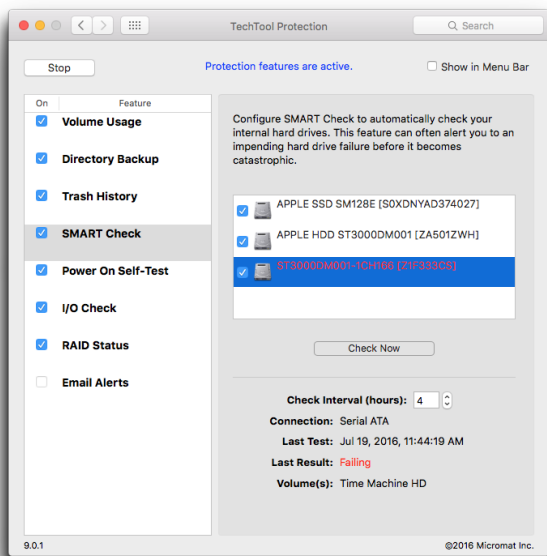 TechTool Protection
Search
Stop
Protection features are active.
Show in Menu Bar
On Feature
Volume Usage
Directory Backup
Trash History
SMART Check
Power On Self-Test
I/O Check
RAID Status
Email Alerts
Configure SMART Check to automatically check your
internal hard drives. This feature can often alert you to an
impending hard drive failure before it becomes
catastrophic.
APPLE SSD SM128E [S0XDNYAD374027]
APPLE HDD ST3000DM001 [ZA501ZWH]
ST3000DM001-1CH166 [Z1F333CS]
Check Now
Check Interval (hours): 4
Connection: Serial ATA
Last Test: Jul 19, 2016, 11:44:19 AM
Last Result: Failing
Volume(s): Time Machine HD
9.0.1
©2016 Micromat Inc.